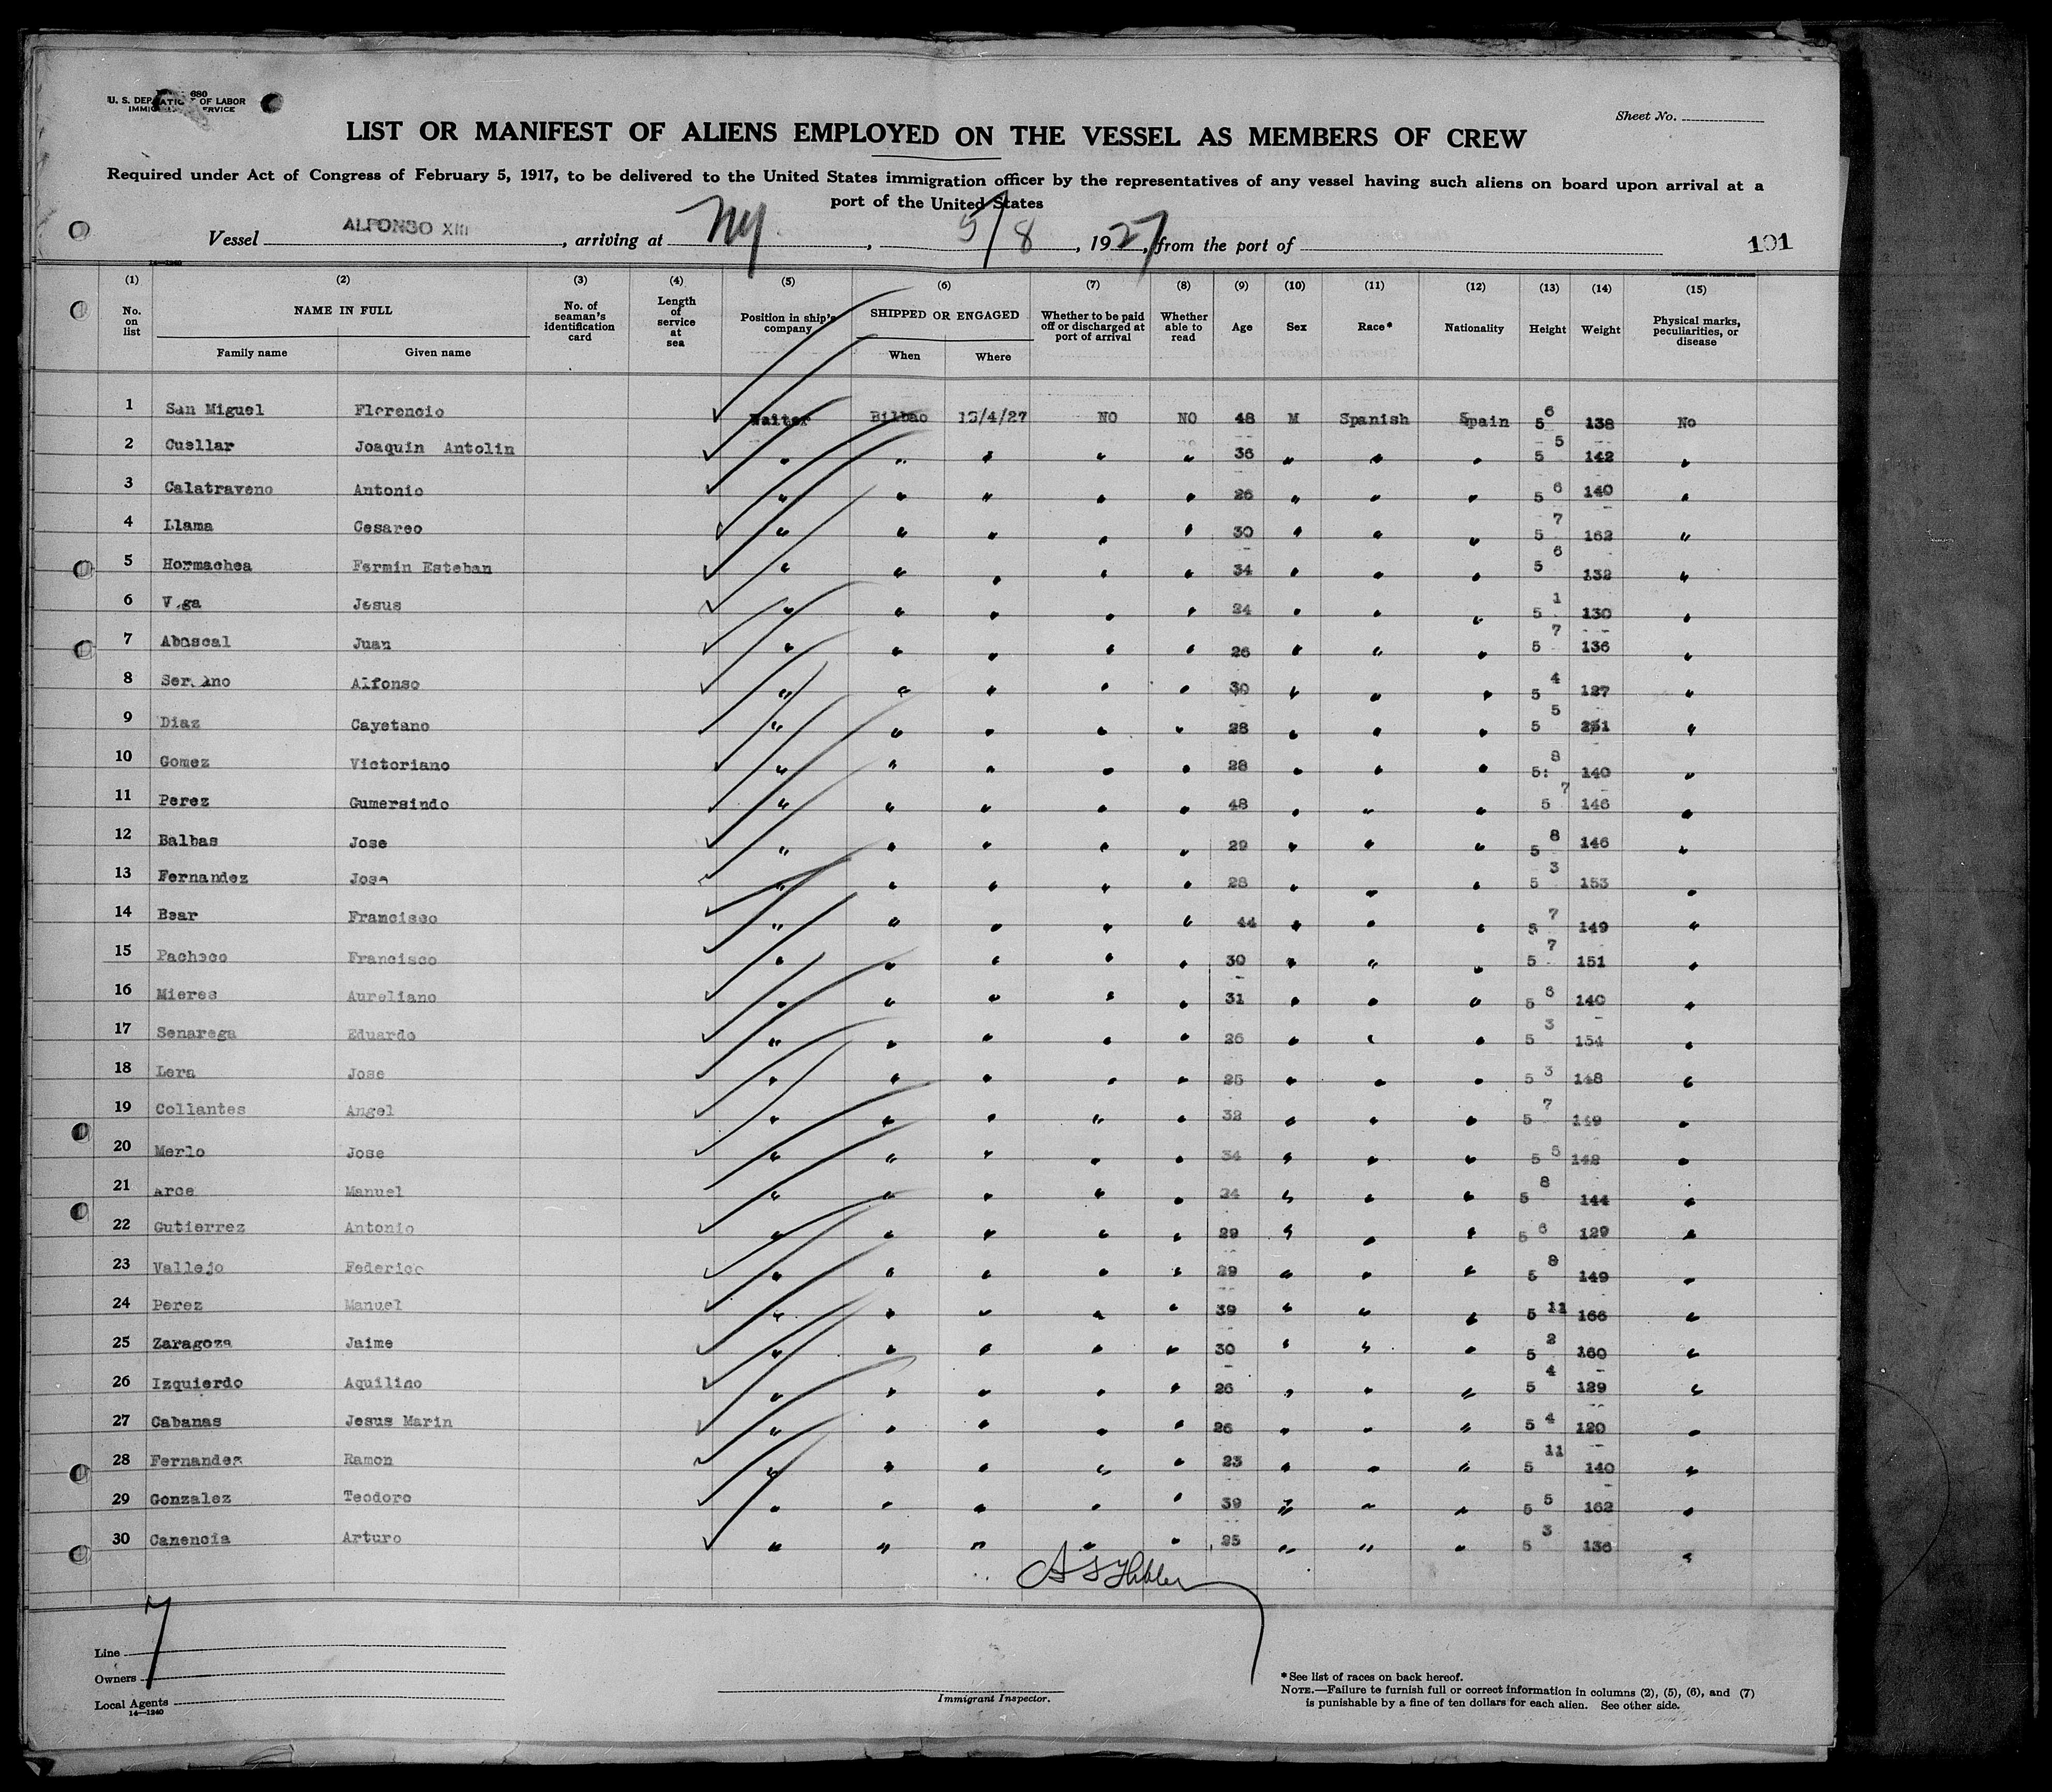 680
U. S. DEP OF LABOR
IMMIG ERVICE
Sheet No.
LIST OR MANIFEST OF ALIENS EMPLOYED ON THE VESSEL AS MEMBERS OF CREW
Required under Act of Congress of February 5, 1917, to be delivered to the United States immigration officer by the representatives of any vessel having such aliens on board upon arrival at a
port of the United States
Vessel ALFONSO XIII, arriving at NY, 5/8, 1927, from the port of
101
14—1240
(1) (2) (3) (4) (5) (6) (7) (8) (9) (10) (11) (12) (13) (14) (15)
No. on list NAME IN FULL Family name Given name No. of seaman's identification card Length of service at sea Position in ship's company SHIPPED OR ENGAGED When Where Whether to be paid off or discharged at port of arrival Whether able to read Age Sex Race* Nationality Height Weight Physical marks, peculiarities, or disease
1 San Miguel Florencio Waiter Bilbao 13/4/27 NO NO 48 M Spanish Spain 5 6 138 No
2 Cuellar Joaquin Antolin " " " " " 36 " " " 5 5 142 "
3 Calatraveno Antonio " " " " " 26 " " " 5 6 140 "
4 Llama Cesareo " " " " " 30 " " " 5 7 162 "
5 Hormachea Fermin Esteban " " " " " 34 " " " 5 6 132 "
6 Vega Jesus " " " " " 24 " " " 5 1 130 "
7 Abascal Juan " " " " " 26 " " " 5 7 136 "
8 Serrano Alfonso " " " " " 30 " " " 5 4 127 "
9 Diaz Cayetano " " " " " 28 " " " 5 5 "
10 Gomez Victoriano " " " " " 28 " " " 5 8 140 "
11 Perez Gumersindo " " " " " 48 " " " 5 7 146 "
12 Balbas Jose " " " " " 29 " " " 5 8 146 "
13 Fernandez Jose " " " " " 28 " " " 5 3 153 "
14 Bear Francisco " " " " " 44 " " " 5 7 149 "
15 Pacheco Francisco " " " " " 30 " " " 5 7 151 "
16 Mieres Aureliano " " " " " 31 " " " 5 6 140 "
17 Senarega Eduardo " " " " " 26 " " " 5 3 154 "
18 Lera Jose " " " " " 25 " " " 5 3 148 "
19 Collantes Angel " " " " " 32 " " " 5 7 149 "
20 Merlo Jose " " " " " 34 " " " 5 5 148 "
21 Arce Manuel " " " " " 24 " " " 5 8 144 "
22 Gutierrez Antonio " " " " " 29 " " " 5 6 129 "
23 Vallejo Federico " " " " " 29 " " " 5 8 149 "
24 Perez Manuel " " " " " 39 " " " 5 11 166 "
25 Zaragoza Jaime " " " " " 30 " " " 5 2 160 "
26 Izquierdo Aquilino " " " " " 26 " " " 5 4 129 "
27 Cabanas Jesus Marin " " " " " 26 " " " 5 4 120 "
28 Fernandez Ramon " " " " " 23 " " " 5 11 140 "
29 Gonzalez Teodoro " " " " " 39 " " " 5 5 162 "
30 Canencia Arturo " " " " " 25 " " " 5 3 136 "
7
Line
Owners
Local Agents
14—1240
Immigrant Inspector.
*See list of races on back hereof.
NOTE.—Failure to furnish full or correct information in columns (2), (5), (6), and (7)
is punishable by a fine of ten dollars for each alien. See other side.